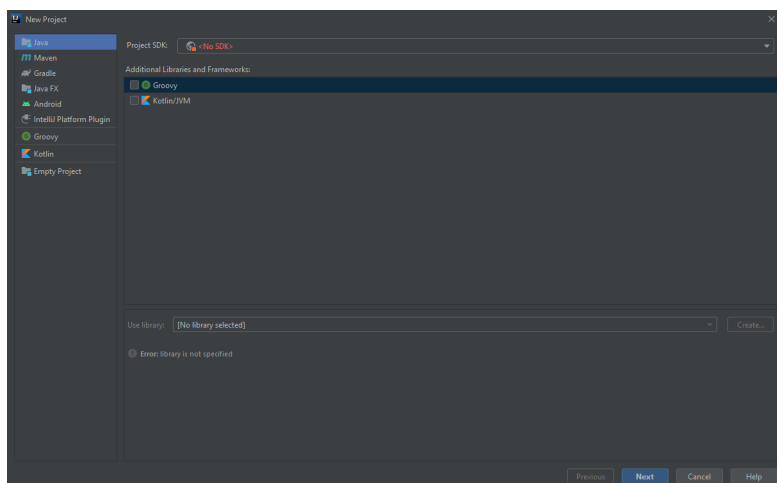 New Project
Java
Maven
Gradle
Java FX
Android
IntelliJ Platform Plugin
Groovy
Kotlin
Empty Project
Project SDK: <No SDK>
Additional Libraries and Frameworks:
Groovy
Kotlin/JVM
Use library: [No library selected] Create...
Error: library is not specified
Previous Next Cancel Help